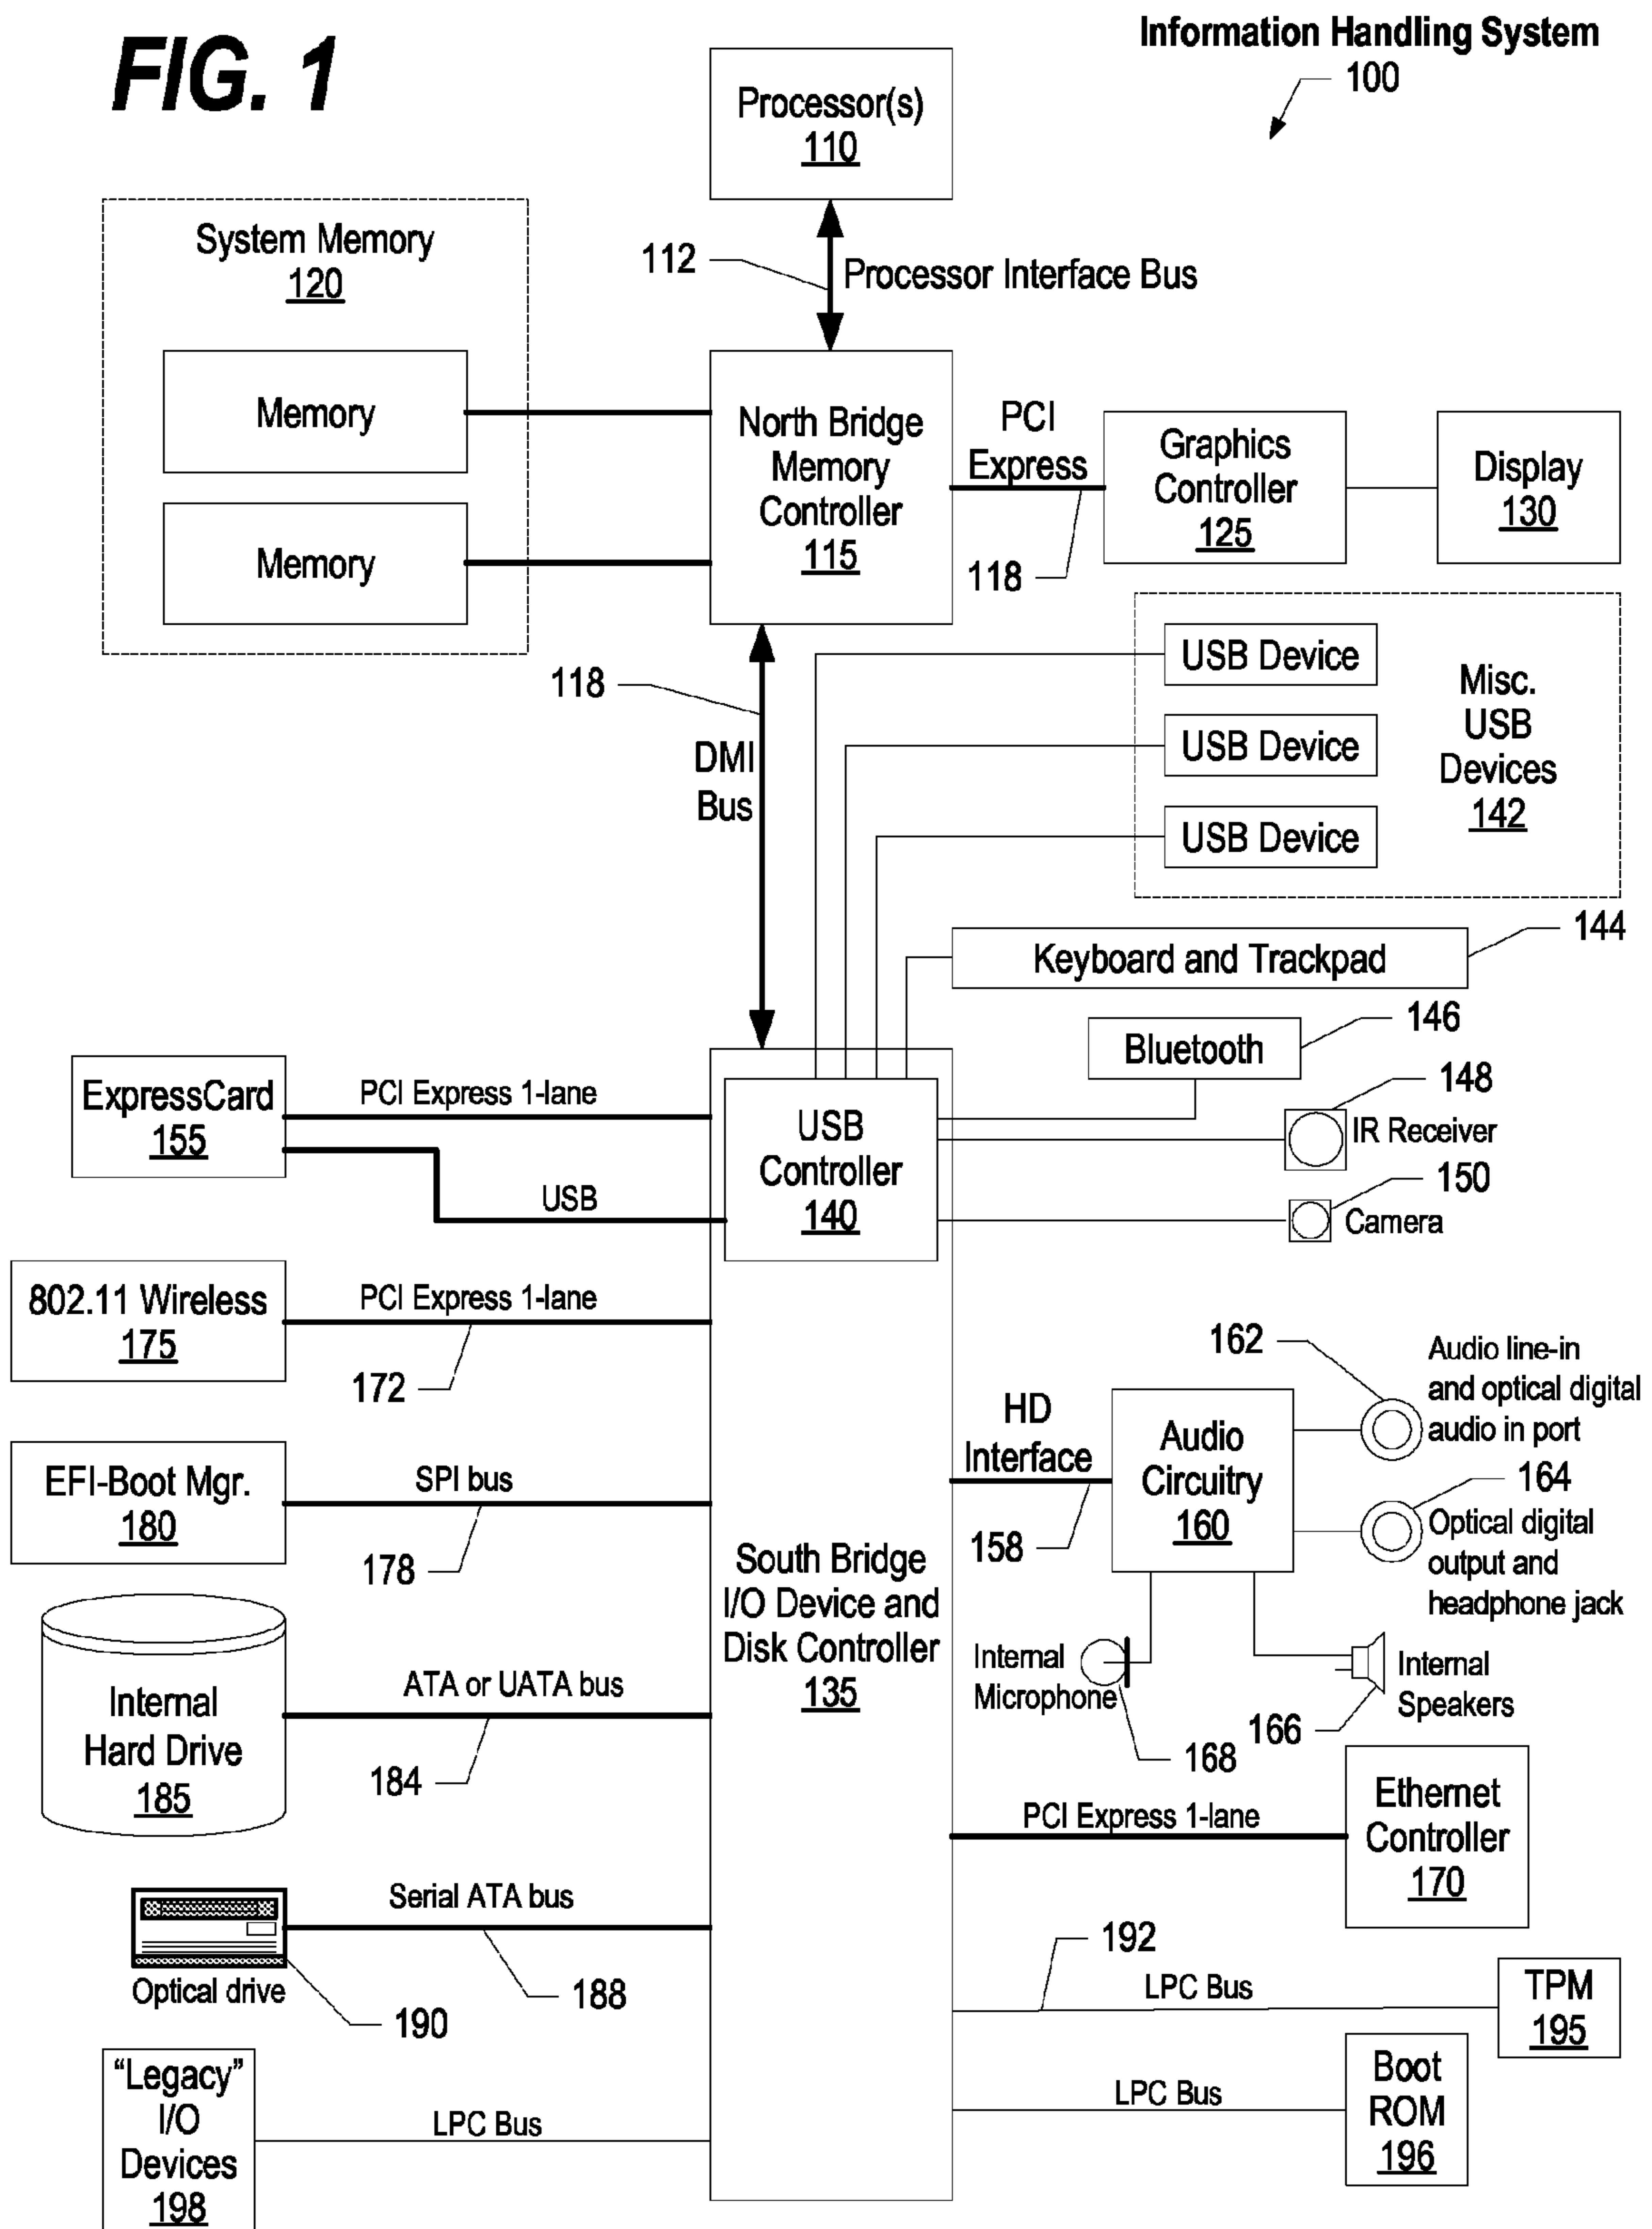 FIG. 1
Information Handling System
100
Processor(s)
110
System Memory
120
112
Processor Interface Bus
Memory
Memory
North Bridge
Memory
Controller
115
PCI
Express
118
Graphics
Controller
125
Display
130
118
DMI
Bus
USB Device
USB Device
USB Device
Misc.
USB
Devices
142
144
Keyboard and Trackpad
146
Bluetooth
148
IR Receiver
150
Camera
ExpressCard
155
PCI Express 1-lane
USB
USB
Controller
140
802.11 Wireless
175
PCI Express 1-lane
172
162
Audio line-in
and optical digital
audio in port
HD
Interface
158
Audio
Circuitry
160
164
Optical digital
output and
headphone jack
EFI-Boot Mgr.
180
SPI bus
178
South Bridge
I/O Device and
Disk Controller
135
Internal
Microphone
168
Internal
Speakers
166
Internal
Hard Drive
185
ATA or UATA bus
184
PCI Express 1-lane
Ethernet
Controller
170
Serial ATA bus
188
Optical drive
190
192
LPC Bus
TPM
195
LPC Bus
Boot
ROM
196
“Legacy”
I/O
Devices
198
LPC Bus